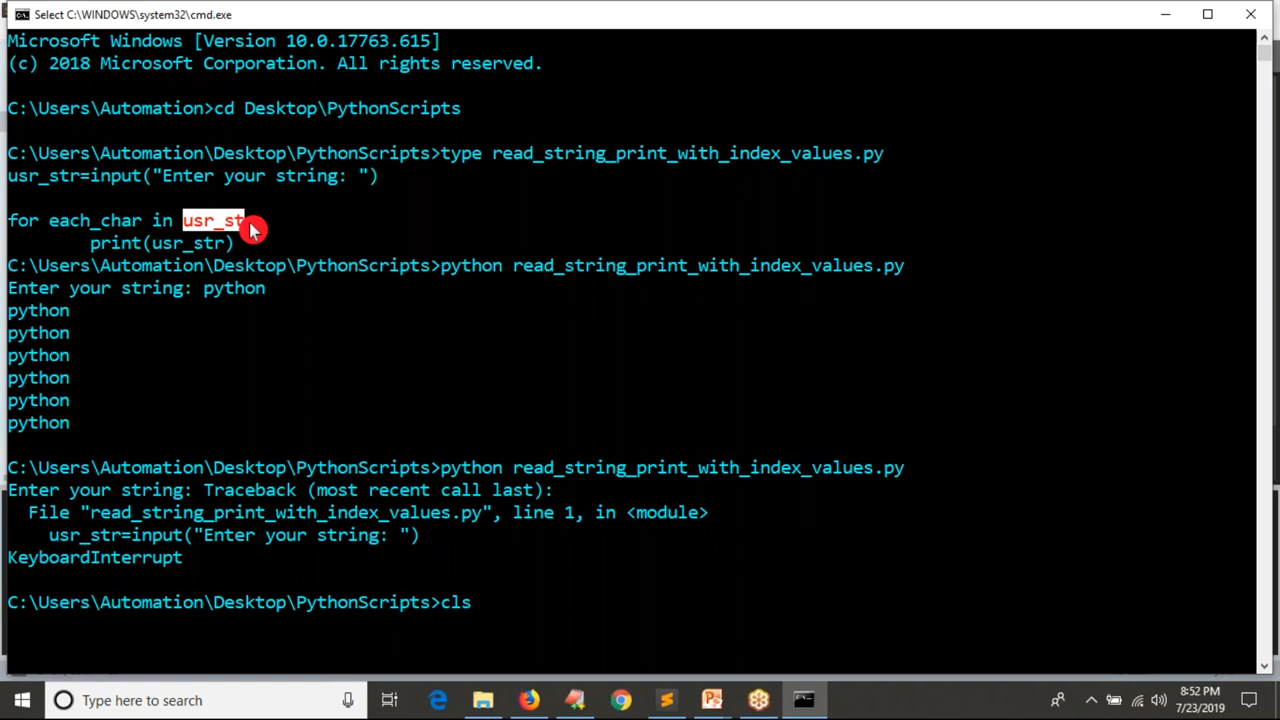 Select C:\WINDOWS\system32\cmd.exe
Microsoft Windows [Version 10.0.17763.615]
(c) 2018 Microsoft Corporation. All rights reserved.
C:\Users\Automation>cd Desktop\PythonScripts
C:\Users\Automation\Desktop\PythonScripts>type read_string_print_with_index_values.py
usr_str=input("Enter your string: ")
for each_char in usr_st
        print(usr_str)
C:\Users\Automation\Desktop\PythonScripts>python read_string_print_with_index_values.py
Enter your string: python
python
python
python
python
python
python
C:\Users\Automation\Desktop\PythonScripts>python read_string_print_with_index_values.py
Enter your string: Traceback (most recent call last):
  File "read_string_print_with_index_values.py", line 1, in <module>
    usr_str=input("Enter your string: ")
KeyboardInterrupt
C:\Users\Automation\Desktop\PythonScripts>cls
Type here to search
8:52 PM
7/23/2019